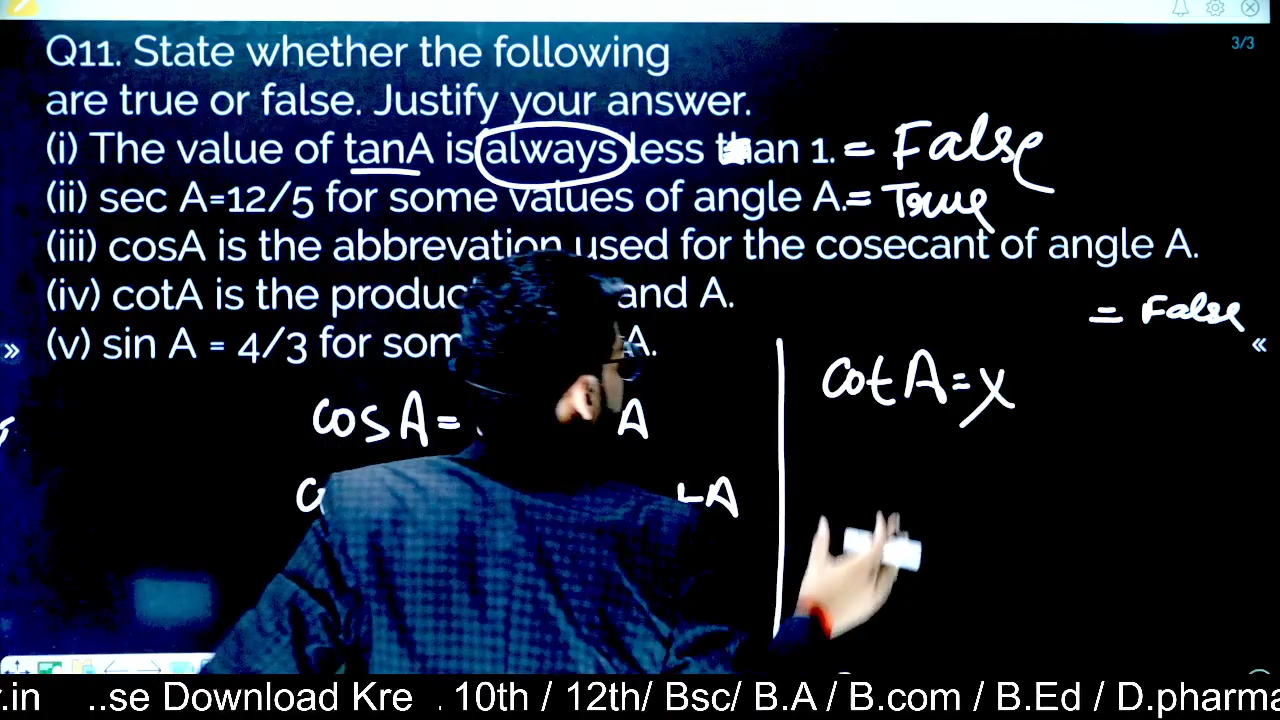 3/3
Q11. State whether the following
are true or false. Justify your answer.
(i) The value of tanA is always less than 1. = False
(ii) sec A=12/5 for some values of angle A. = True
(iii) cosA is the abbrevation used for the cosecant of angle A.
= False
(iv) cotA is the and A.
(v) sin A = 4/3 for A.
cos A = A
cot A = x
A
.in ..se Download Kre . 10th / 12th/ Bsc/ B.A / B.com / B.Ed / D.pharma